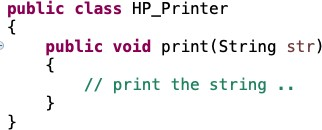 public class HP_Printer
{
    public void print(String str)
    {
        // print the string ..
    }
}